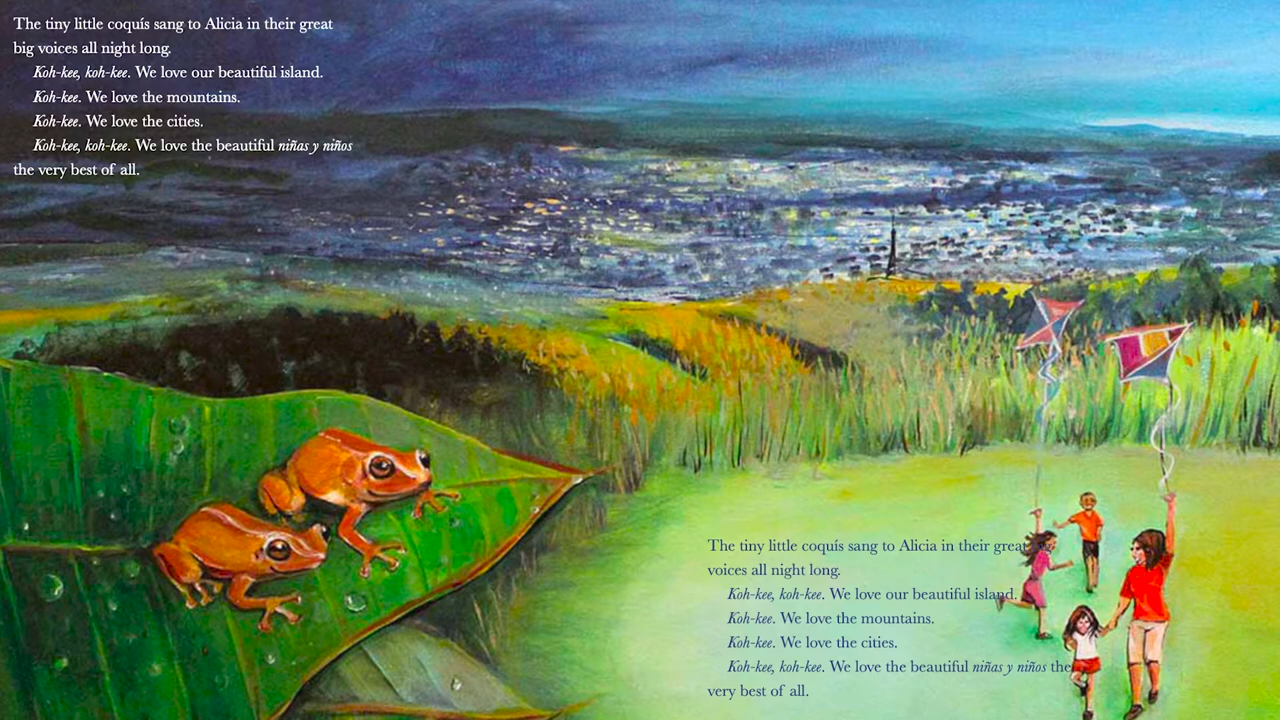 The tiny little coquís sang to Alicia in their great
big voices all night long.
Koh-kee, koh-kee. We love our beautiful island.
Koh-kee. We love the mountains.
Koh-kee. We love the cities.
Koh-kee, koh-kee. We love the beautiful niñas y niños
the very best of all.
The tiny little coquís sang to Alicia in their great
voices all night long.
Koh-kee, koh-kee. We love our beautiful island.
Koh-kee. We love the mountains.
Koh-kee. We love the cities.
Koh-kee, koh-kee. We love the beautiful niñas y niños the
very best of all.